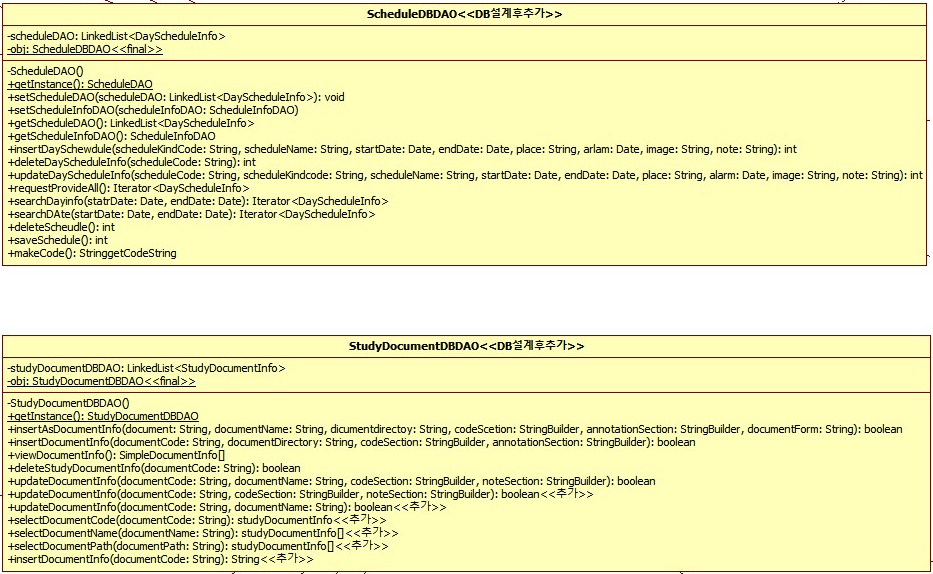 ScheduleDBDAO<<DB설계후추가>>
-scheduleDAO: LinkedList<DayScheduleInfo>
-obj: ScheduleDBDAO<<final>>
-ScheduleDAO()
+getInstance(): ScheduleDAO
+setScheduleDAO(scheduleDAO: LinkedList<DayScheduleInfo>): void
+setScheduleInfoDAO(scheduleInfoDAO: ScheduleInfoDAO)
+getScheduleDAO(): LinkedList<DayScheduleInfo>
+getScheduleInfoDAO(): ScheduleInfoDAO
+insertDaySchewdule(scheduleKindCode: String, scheduleName: String, startDate: Date, endDate: Date, place: String, arlam: Date, image: String, note: String): int
+deleteDayScheduleInfo(scheduleCode: String): int
+updateDayScheduleInfo(scheduleCode: String, scheduleKindcode: String, scheduleName: String, startDate: Date, endDate: Date, place: String, alarm: Date, image: String, note: String): int
+requestProvideAll(): Iterator<DayScheduleInfo>
+searchDayinfo(statrDate: Date, endDate: Date): Iterator<DayScheduleInfo>
+searchDAte(startDate: Date, endDate: Date): Iterator<DayScheduleInfo>
+deleteScheudle(): int
+saveSchedule(): int
+makeCode(): StringgetCodeString
StudyDocumentDBDAO<<DB설계후추가>>
-studyDocumentDBDAO: LinkedList<StudyDocumentInfo>
-obj: StudyDocumentDBDAO<<final>>
-StudyDocumentDBDAO()
+getInstance(): StudyDocumentDBDAO
+insertAsDocumentInfo(document: String, documentName: String, dicumentdirectoy: String, codeScetion: StringBuilder, annotationSection: StringBuilder, documentForm: String): boolean
+insertDocumentInfo(documentCode: String, documentDirectory: String, codeSection: StringBuilder, annotationSection: StringBuilder): boolean
+viewDocumentInfo(): SimpleDocumentInfo[]
+deleteStudyDocumentInfo(documentCode: String): boolean
+updateDocumentInfo(documentCode: String, documentName: String, codeSection: StringBuilder, noteSection: StringBuilder): boolean
+updateDocumentInfo(documentCode: String, codeSection: StringBuilder, noteSection: StringBuilder): boolean<<추가>>
+updateDocumentInfo(documentCode: String, documentName: String): boolean<<추가>>
+selectDocumentCode(documentCode: String): studyDocumentInfo<<추가>>
+selectDocumentName(documentName: String): studyDocumentInfo[]<<추가>>
+selectDocumentPath(documentPath: String): studyDocumentInfo[]<<추가>>
+insertDocumentInfo(documentCode: String): String<<추가>>